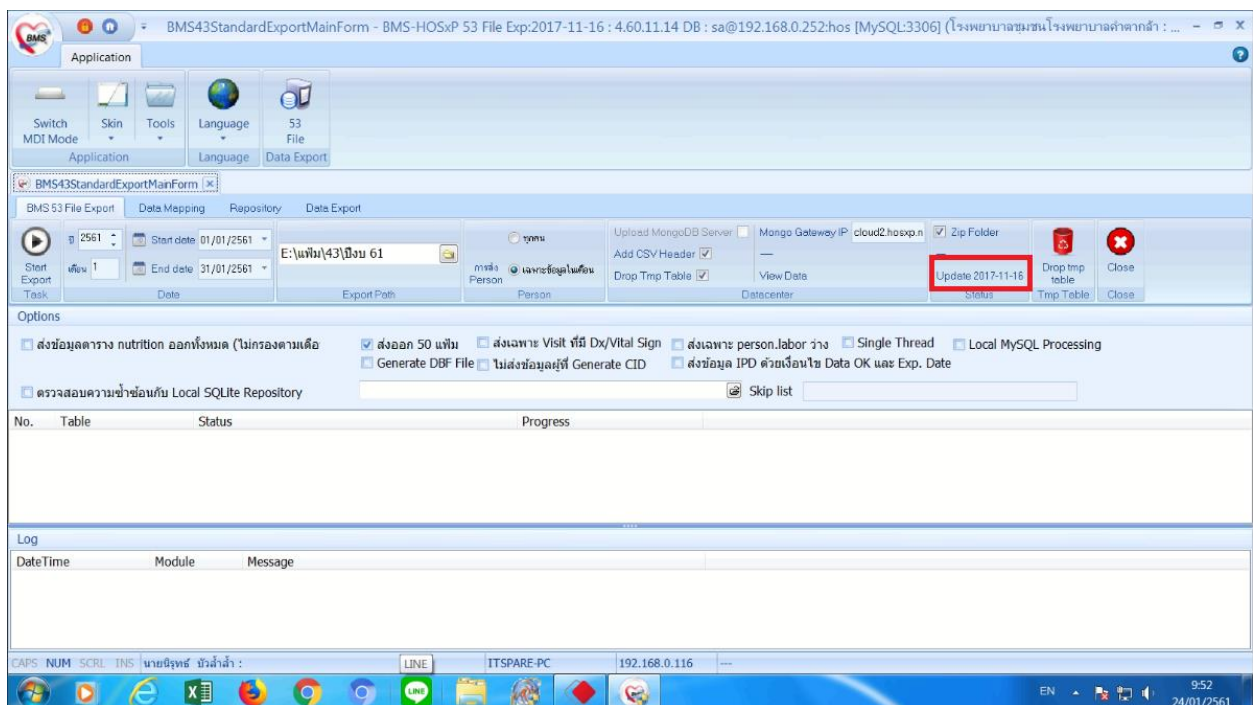 BMS43StandardExportMainForm - BMS-HOSxP 53 File Exp:2017-11-16 : 4.60.11.14 DB : sa@192.168.0.252:hos [MySQL:3306] (โรงพยาบาลชุมชนโรงพยาบาลคำตากล้า : ...
BMS
Application
Switch MDI Mode
Skin
Tools
Language
53 File
Application
Language
Data Export
BMS43StandardExportMainForm
BMS 53 File Export
Data Mapping
Repository
Data Export
ปี 2561
Start date 01/01/2561
E:\แฟ้ม\43\ปีงบ 61
ทุกคน
Upload MongoDB Server
Mongo Gateway IP cloud2.hosxp.n
Zip Folder
Start Export
เดือน 1
End date 31/01/2561
การส่ง Person
เฉพาะข้อมูลในเดือน
Add CSV Header
Drop Tmp Table
View Data
Update 2017-11-16
Drop tmp table
Close
Task
Date
Export Path
Person
Datacenter
Status
Tmp Table
Close
Options
ส่งข้อมูลตาราง nutrition ออกทั้งหมด (ไม่กรองตามเดือ
ส่งออก 50 แฟ้ม
ส่งเฉพาะ Visit ที่มี Dx/Vital Sign
ส่งเฉพาะ person.labor ว่าง
Single Thread
Local MySQL Processing
Generate DBF File
ไม่ส่งข้อมูลผู้ที่ Generate CID
ส่งข้อมูล IPD ด้วยเงื่อนไข Data OK และ Exp. Date
ตรวจสอบความซ้ำซ้อนกับ Local SQLite Repository
Skip list
No. Table Status Progress
Log
DateTime Module Message
CAPS NUM SCRL INS นายนิรุทธ์ บัวล้ำล้ำ : LINE ITSPARE-PC 192.168.0.116 ---
LINE
EN
9:52
24/01/2561